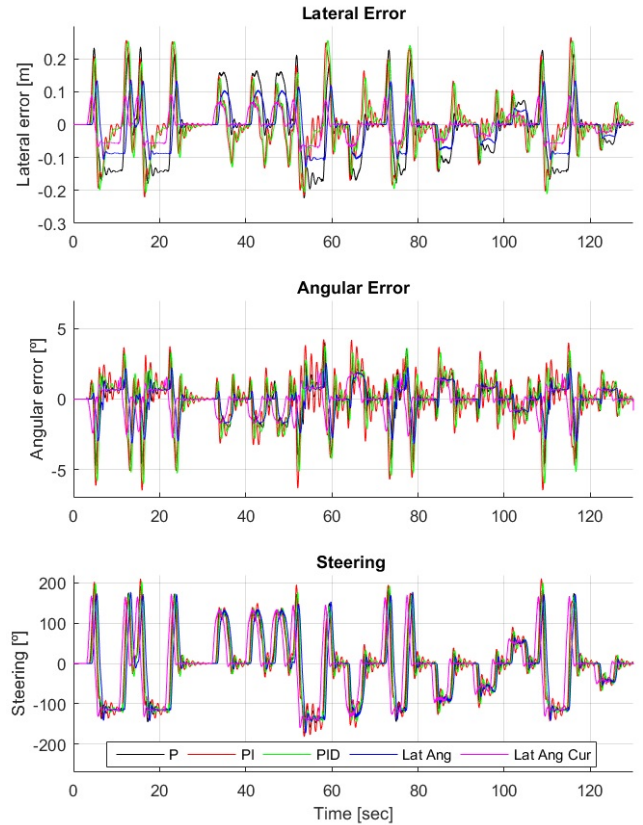 Lateral Error
Lateral error [m]
0.2
0.1
0
-0.1
-0.2
-0.3
0 20 40 60 80 100 120
Angular Error
Angular error [º]
5
0
-5
0 20 40 60 80 100 120
Steering
Steering [º]
200
100
0
-100
-200
P PI PID Lat Ang Lat Ang Cur
0 20 40 60 80 100 120
Time [sec]